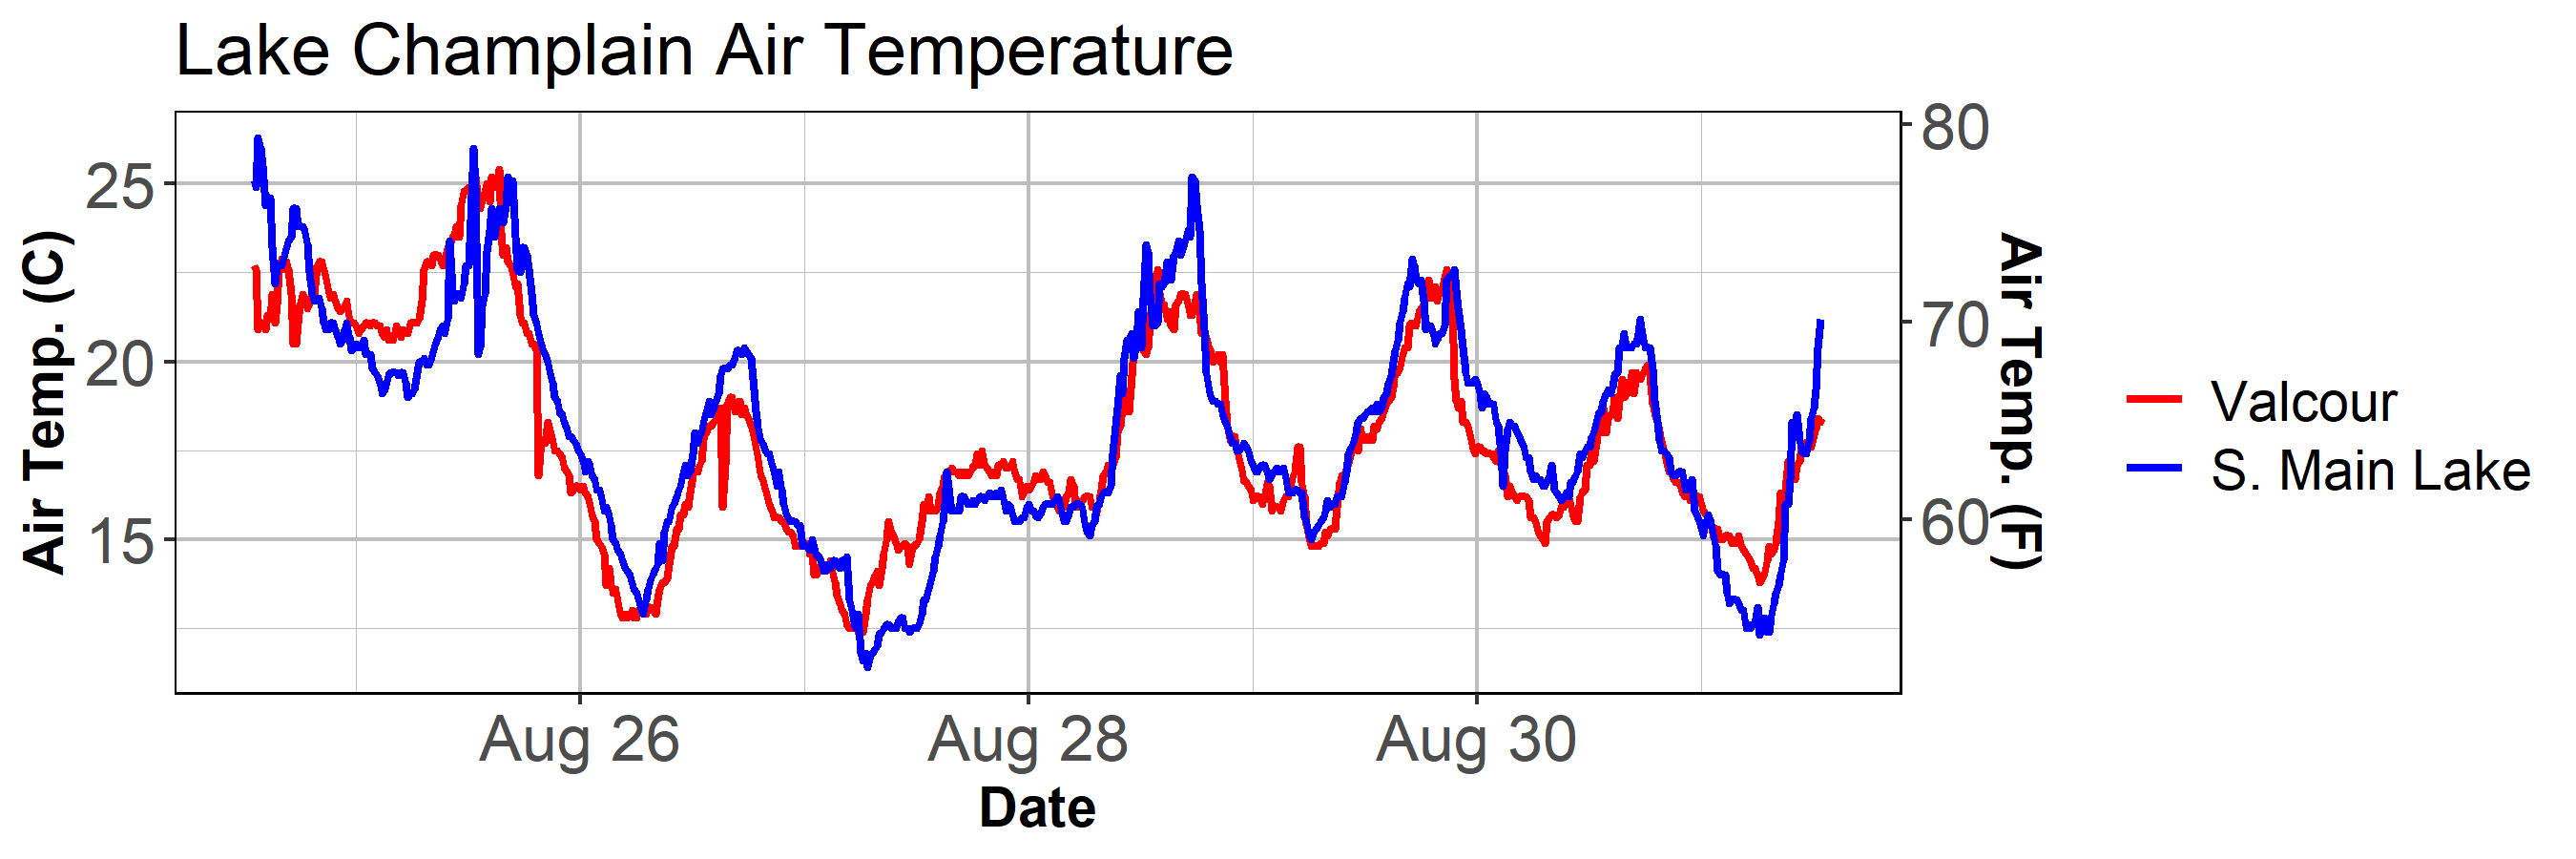 Lake Champlain Air Temperature
Air Temp. (C)
25
20
15
80
70
60
Air Temp. (F)
Aug 26
Aug 28
Aug 30
Date
Valcour
S. Main Lake